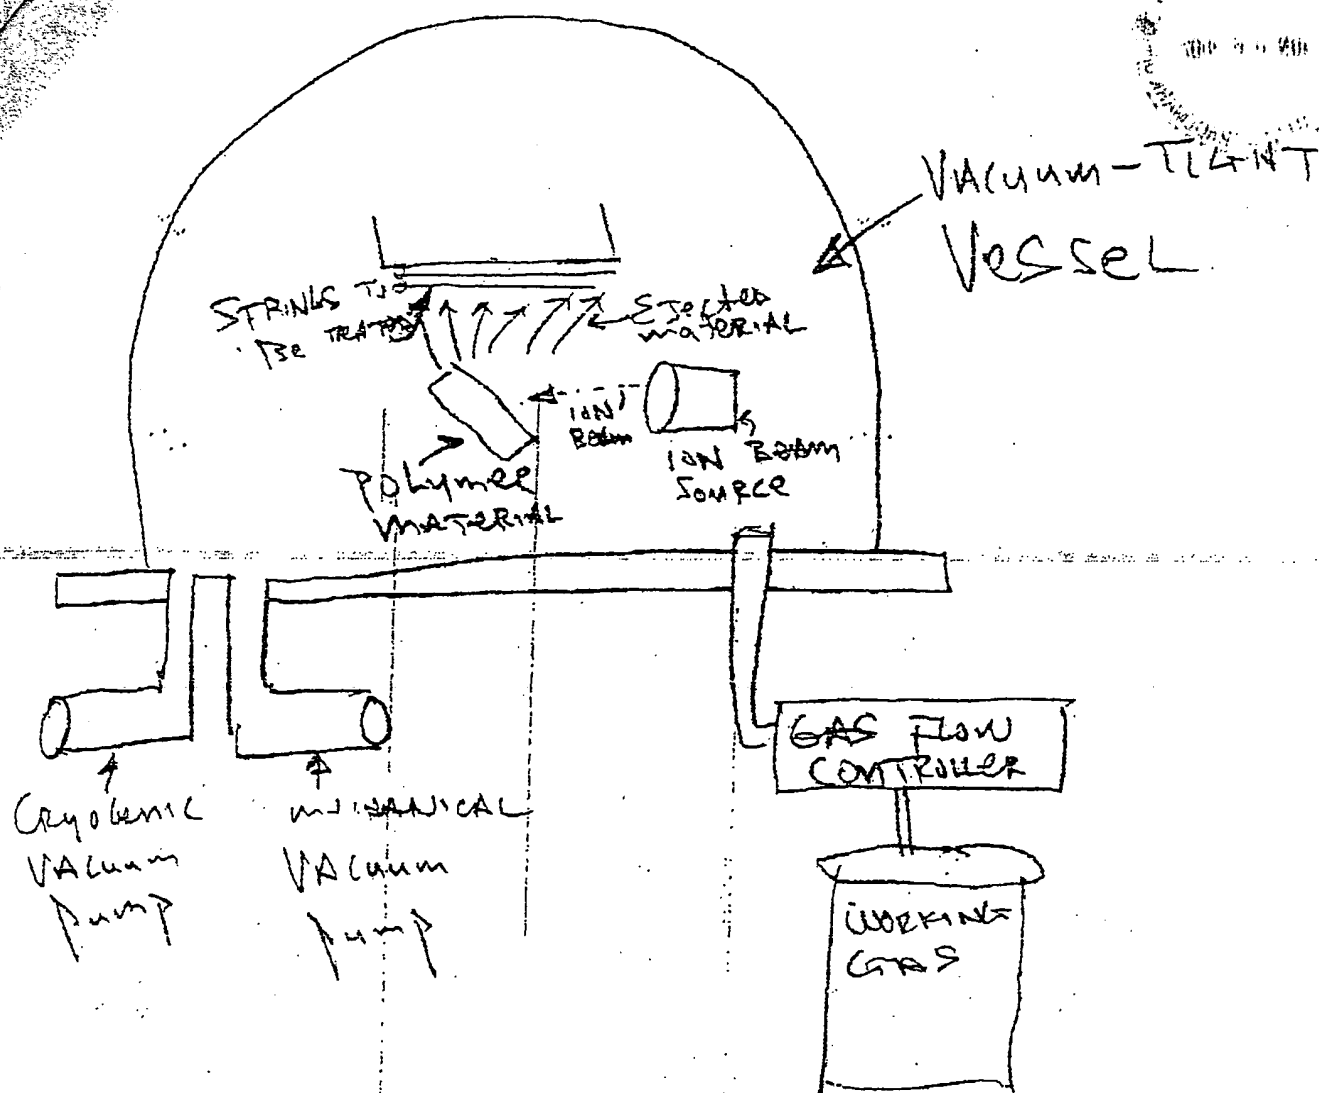 VACUUM-TIGHT
VesseL
STRINGS TO
Be TREATED
EJected
materIAL
ION
BEAM
ION BEAM
SOURCE
POLymeR
MATERIAL
GAS FLOW
CONTROLLeR
CRyoGenic
VACUUM
pump
meCHANICAL
VACUUM
pump
WORKING
GAS